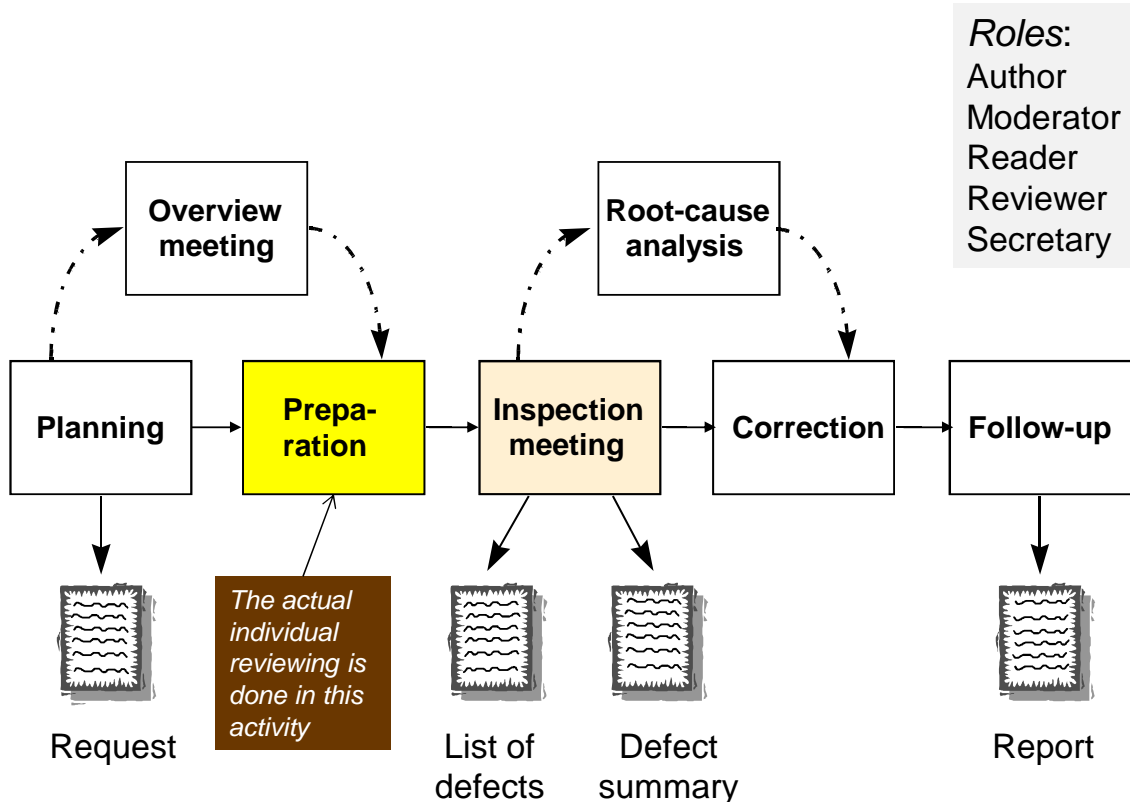 Roles:
Author
Moderator
Reader
Reviewer
Secretary
Overview
meeting
Root-cause
analysis
Planning
Prepa-
ration
Inspection
meeting
Correction
Follow-up
The actual
individual
reviewing is
done in this
activity
Request
List of
defects
Defect
summary
Report